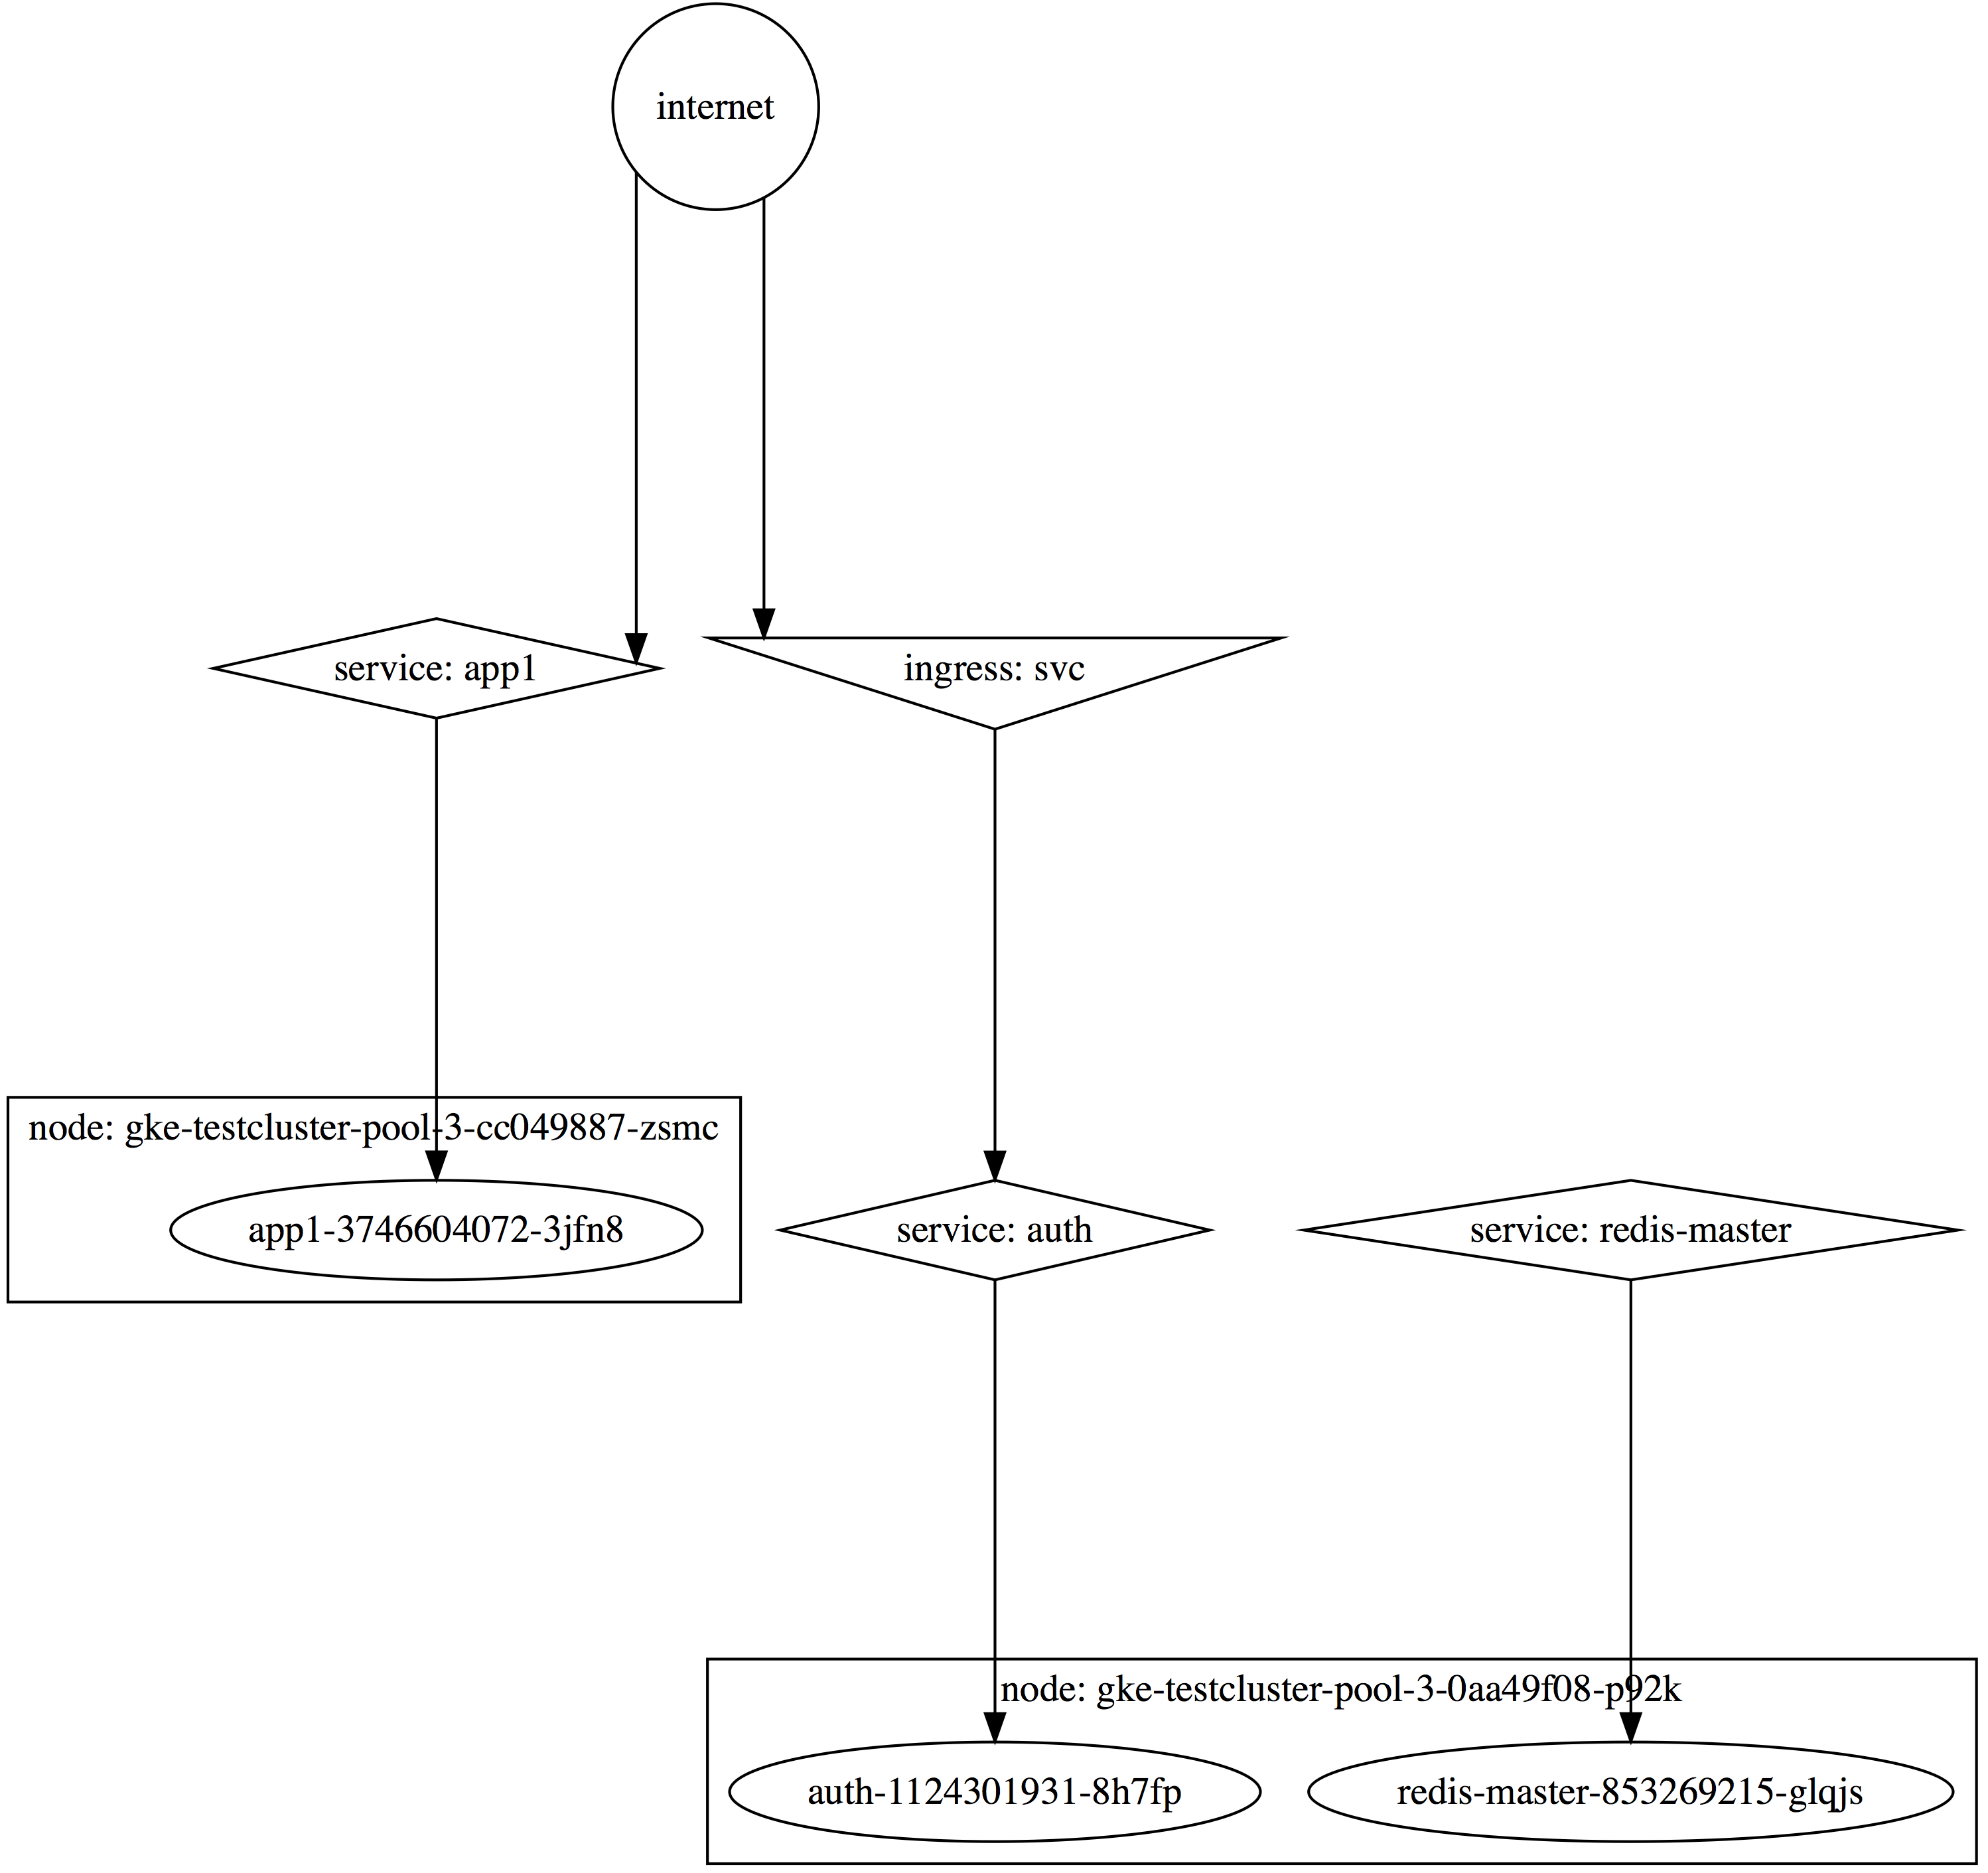 internet
service: app1
ingress: svc
node: gke-testcluster-pool-3-cc049887-zsmc
app1-3746604072-3jfn8
service: auth
service: redis-master
node: gke-testcluster-pool-3-0aa49f08-p92k
auth-1124301931-8h7fp
redis-master-853269215-glqjs